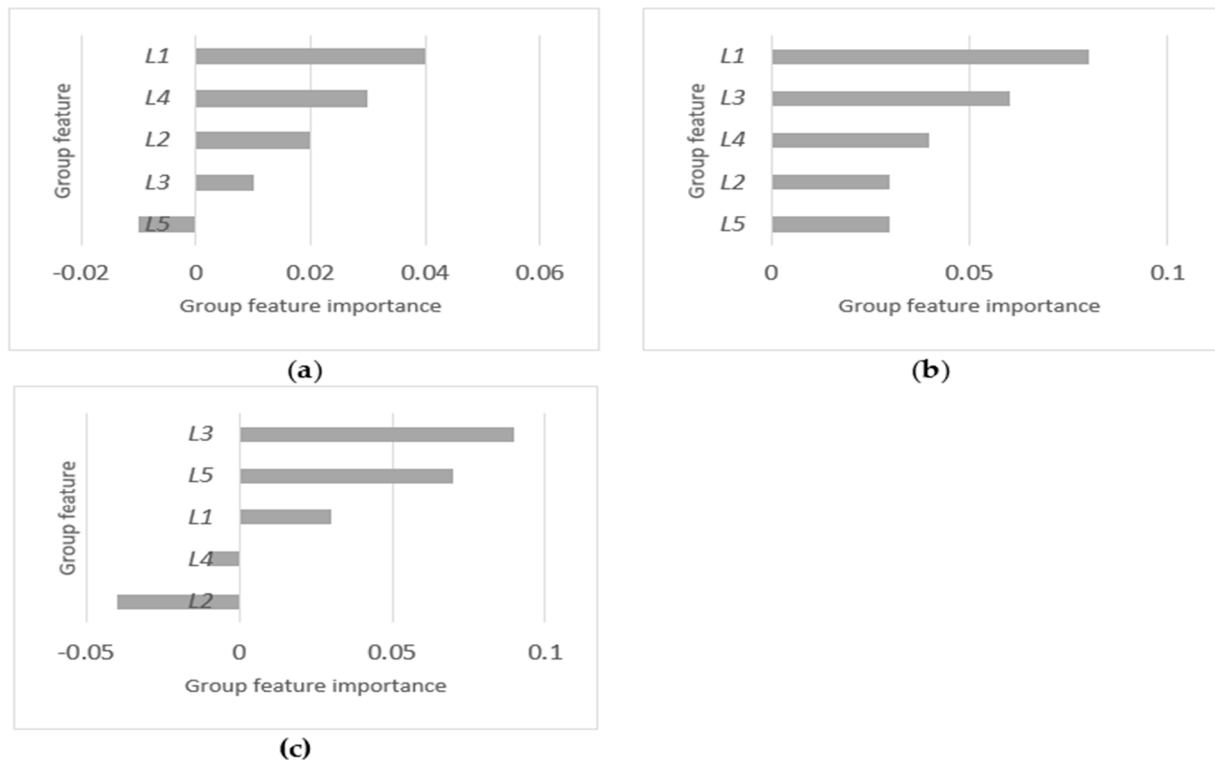 Group feature
L1
L4
L2
L3
L5
-0.02 0 0.02 0.04 0.06
Group feature importance
(a)
Group feature
L1
L3
L4
L2
L5
0 0.05 0.1
Group feature importance
(b)
Group feature
L3
L5
L1
L4
L2
-0.05 0 0.05 0.1
Group feature importance
(c)